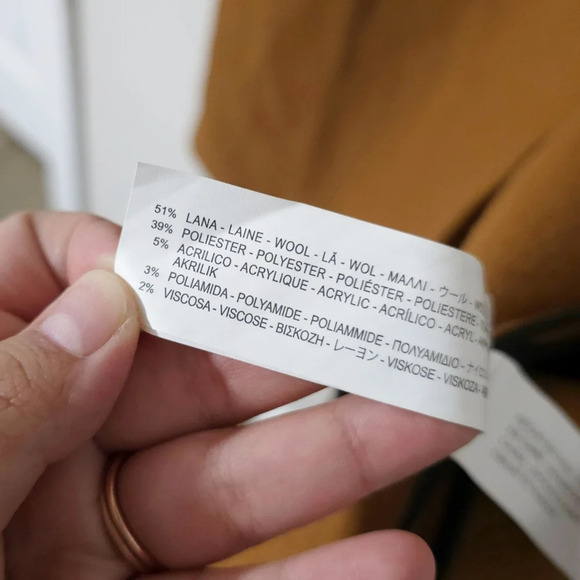 51% LANA - LAINE - WOOL - LÃ - WOL - ΜΑΛΛΙ - ウール -
39% POLIESTER - POLYESTER - POLIÉSTER - POLIESTERE -
5% ACRILICO - ACRYLIQUE - ACRYLIC - ACRÍLICO - ACRYL -
AKRILIK
3% POLIAMIDA - POLYAMIDE - POLIAMMIDE - ΠΟΛΥΑΜΙΔΙΟ -
2% VISCOSA - VISCOSE - ΒΙΣΚΟΖΗ - レーヨン - VISKOSE - VISKOZA -